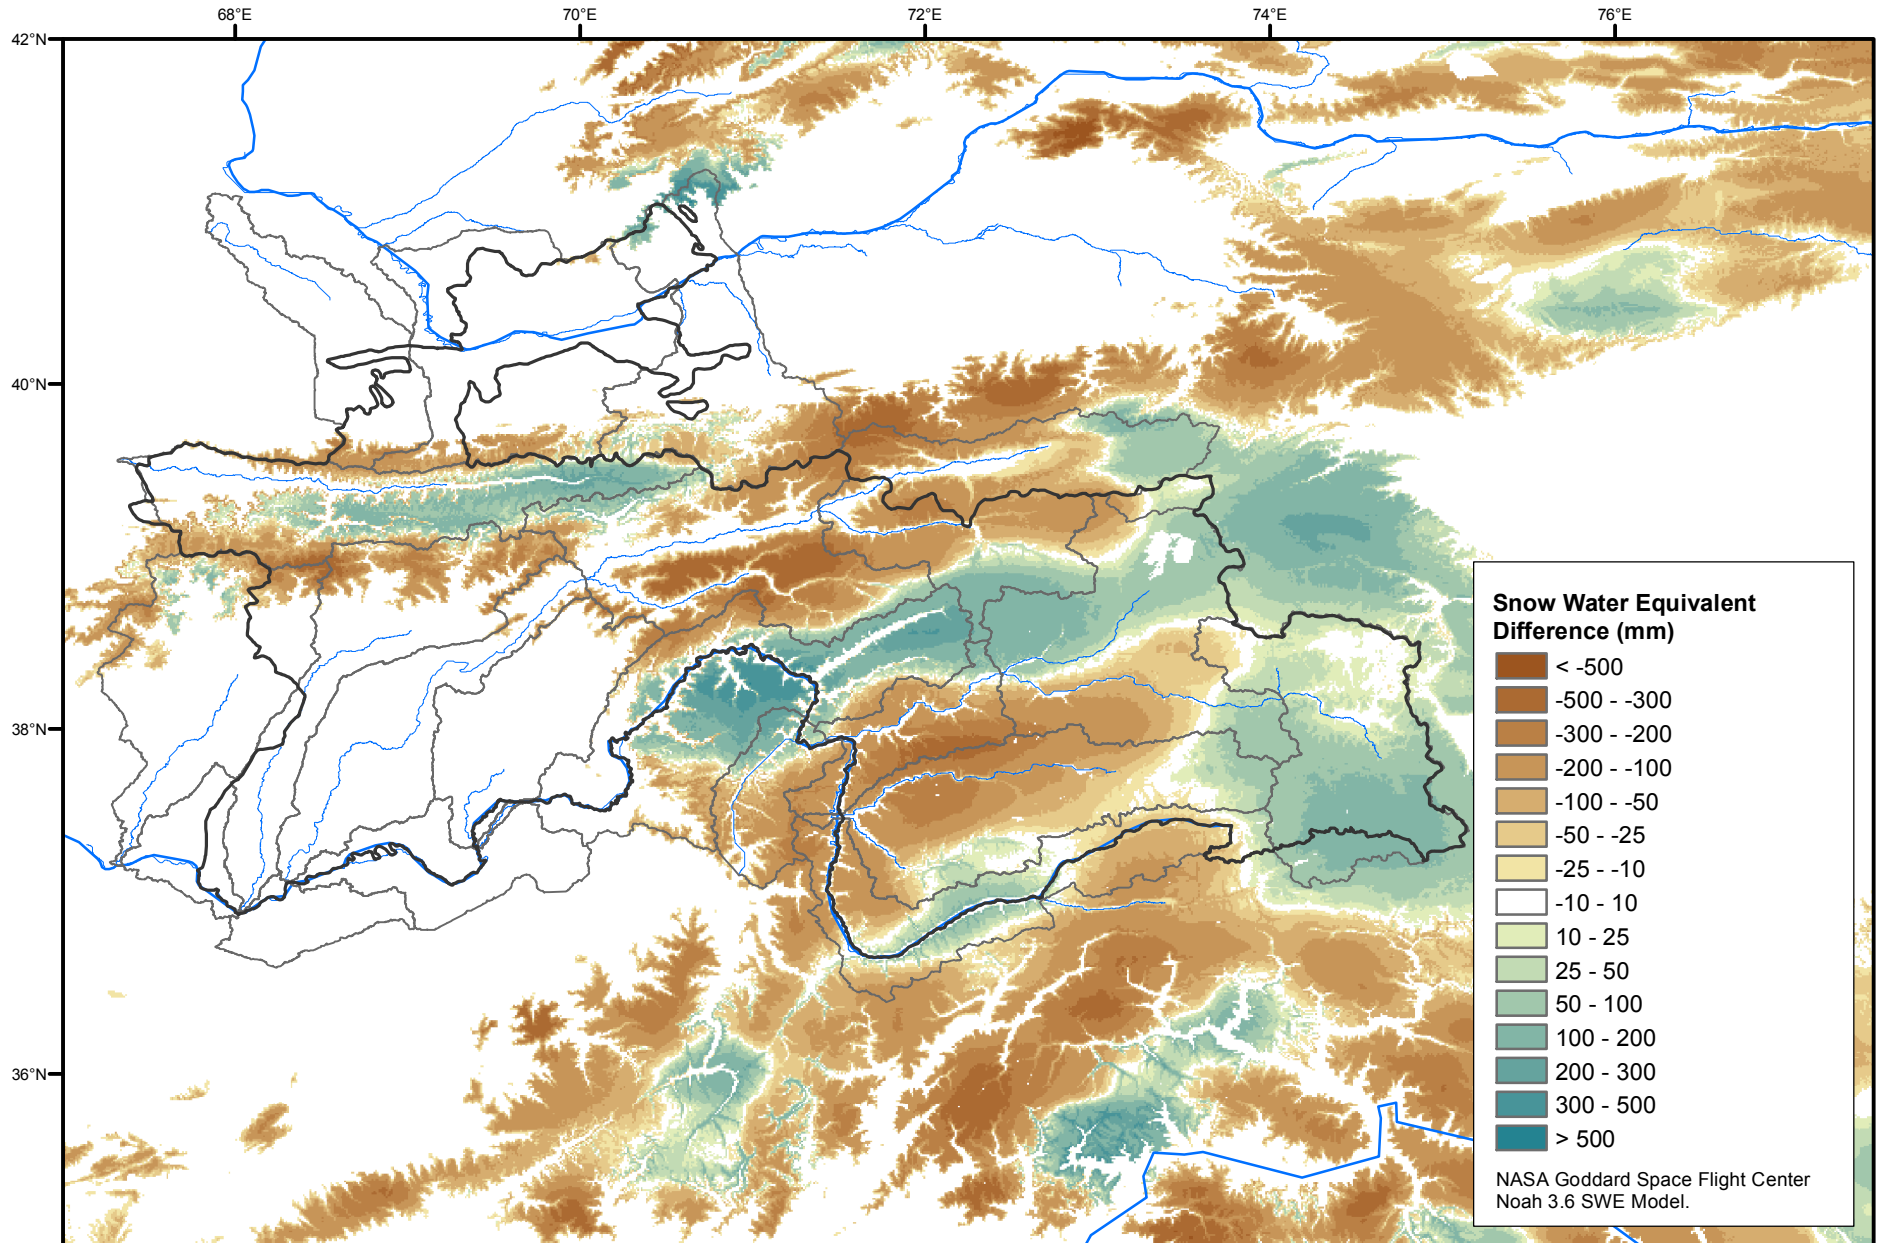 68°E
70°E
72°E
74°E
76°E
42°N
40°N
38°N
36°N
Snow Water Equivalent
Difference (mm)
< -500
-500 - -300
-300 - -200
-200 - -100
-100 - -50
-50 - -25
-25 - -10
-10 - 10
10 - 25
25 - 50
50 - 100
100 - 200
200 - 300
300 - 500
> 500
NASA Goddard Space Flight Center
Noah 3.6 SWE Model.